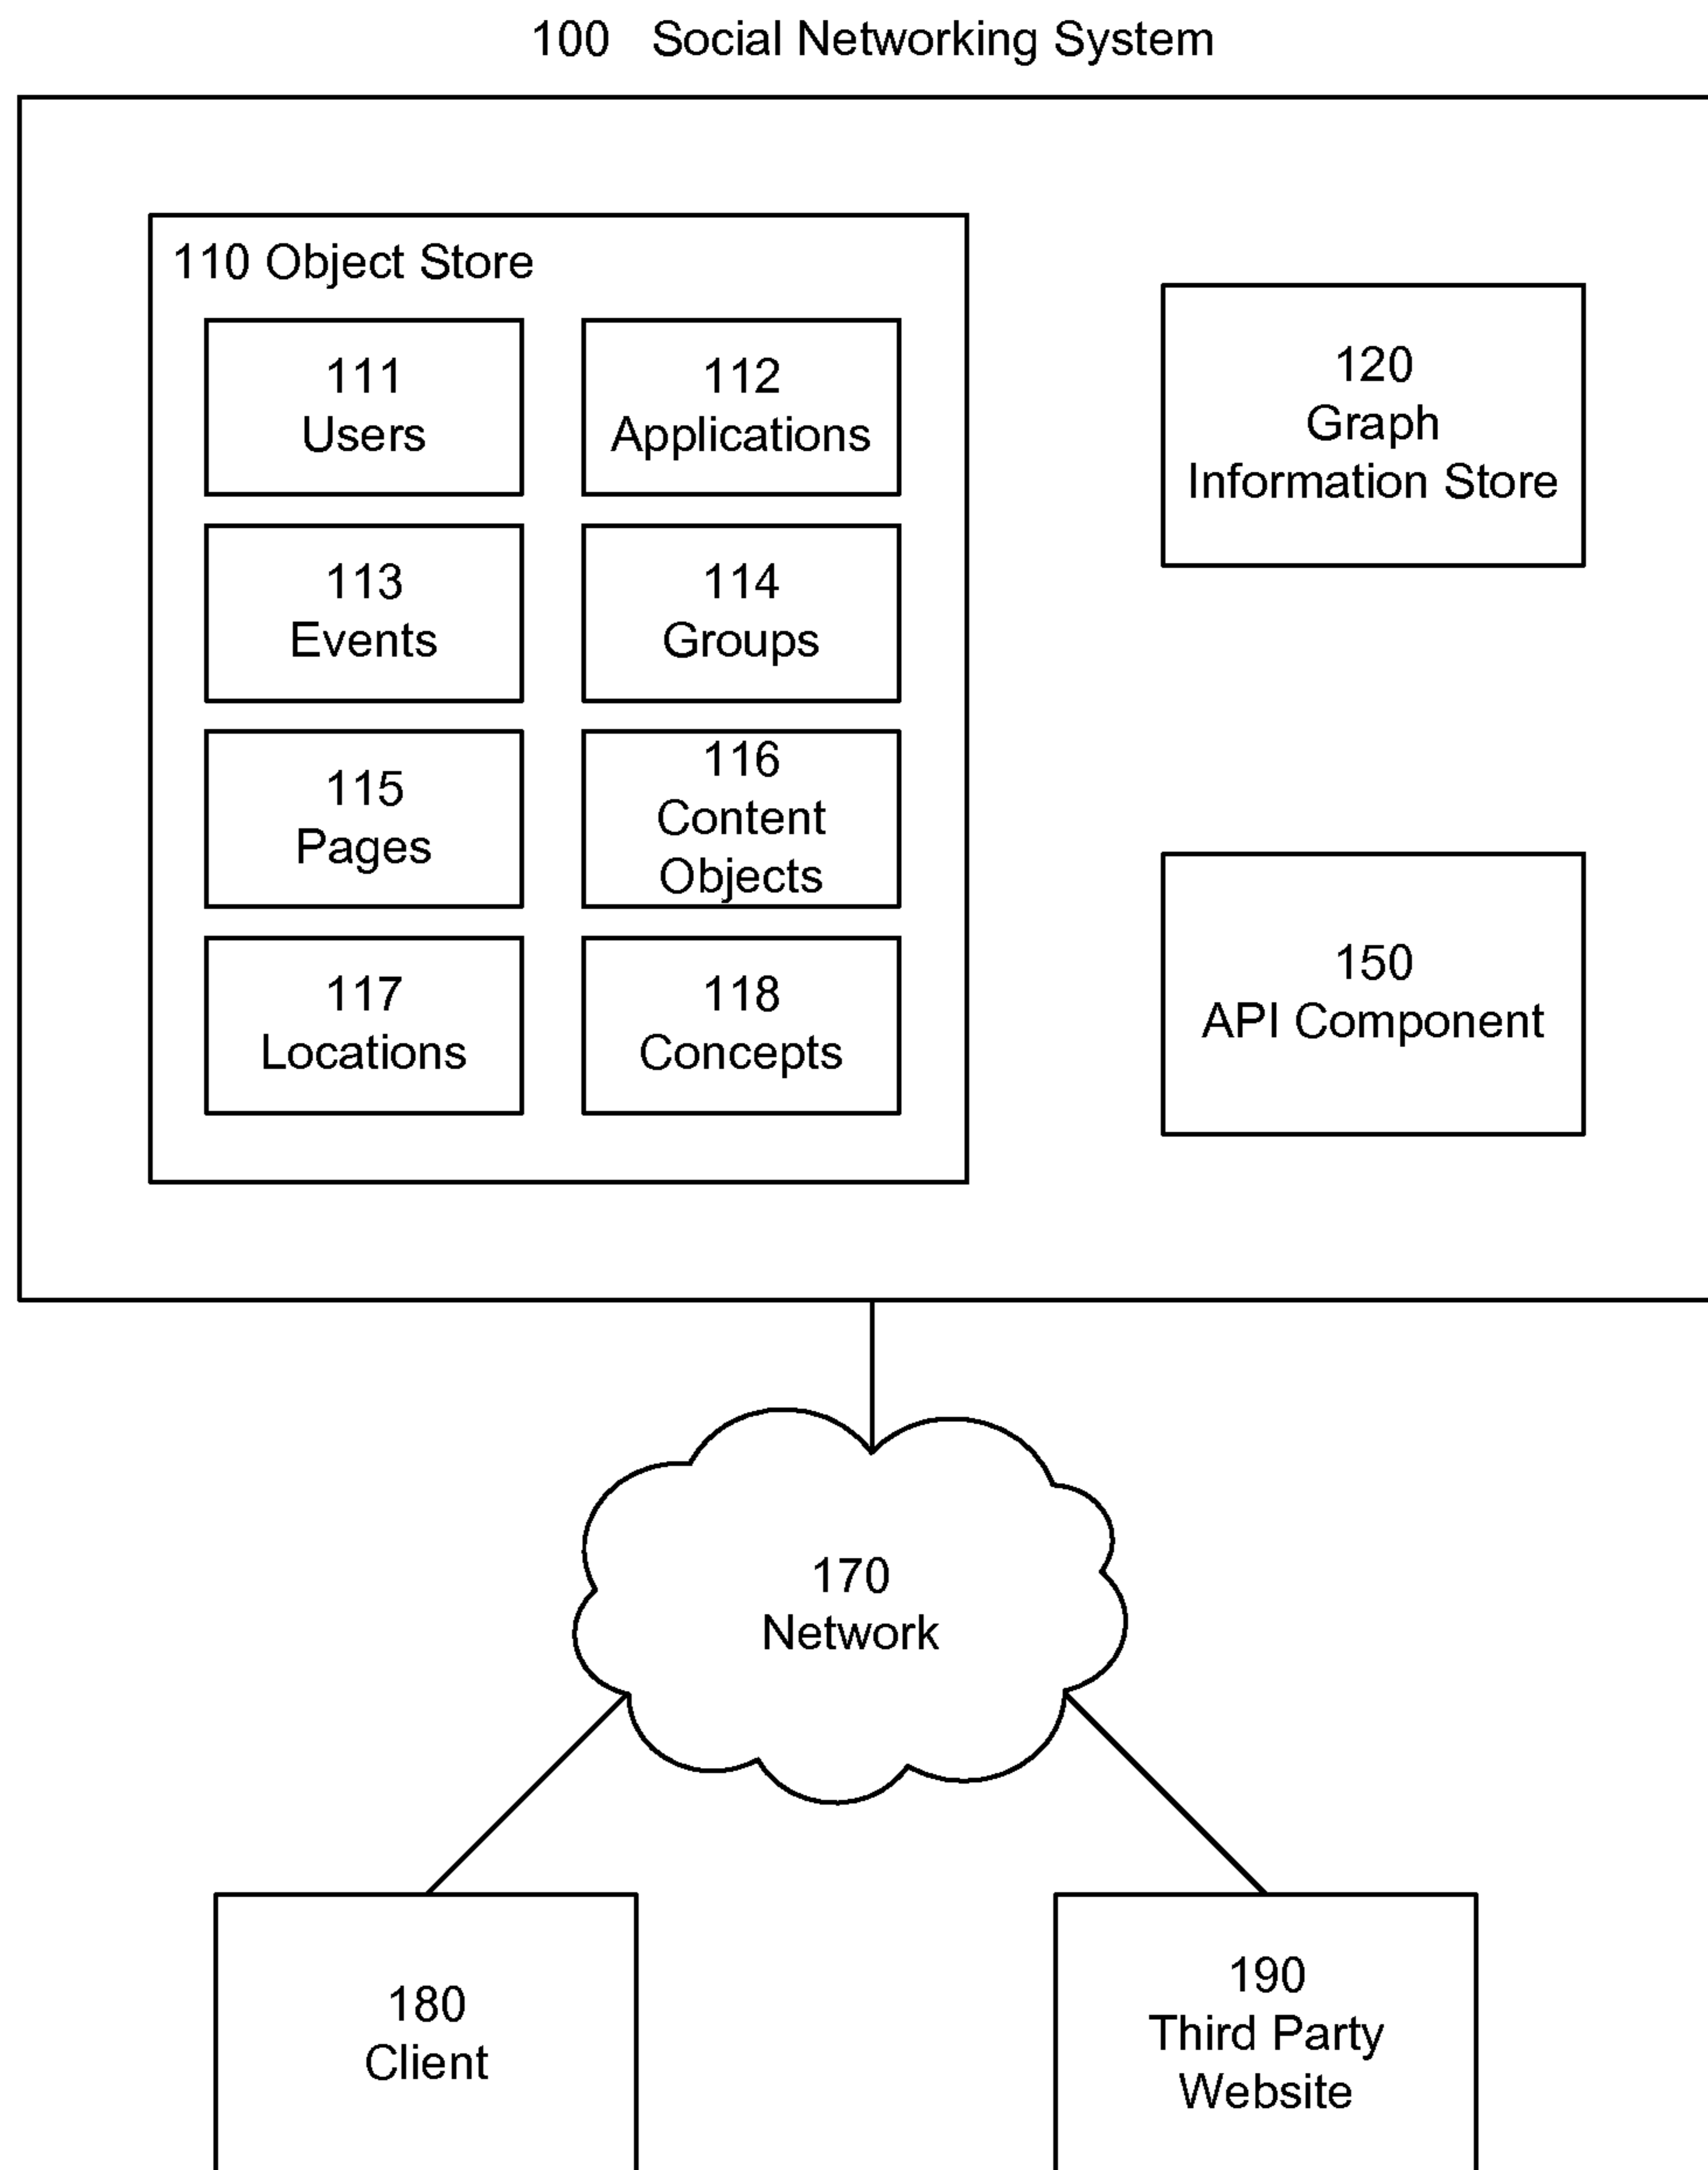 100 Social Networking System
110 Object Store
111
Users
112
Applications
113
Events
114
Groups
115
Pages
116
Content
Objects
117
Locations
118
Concepts
120
Graph
Information Store
150
API Component
170
Network
180
Client
190
Third Party
Website